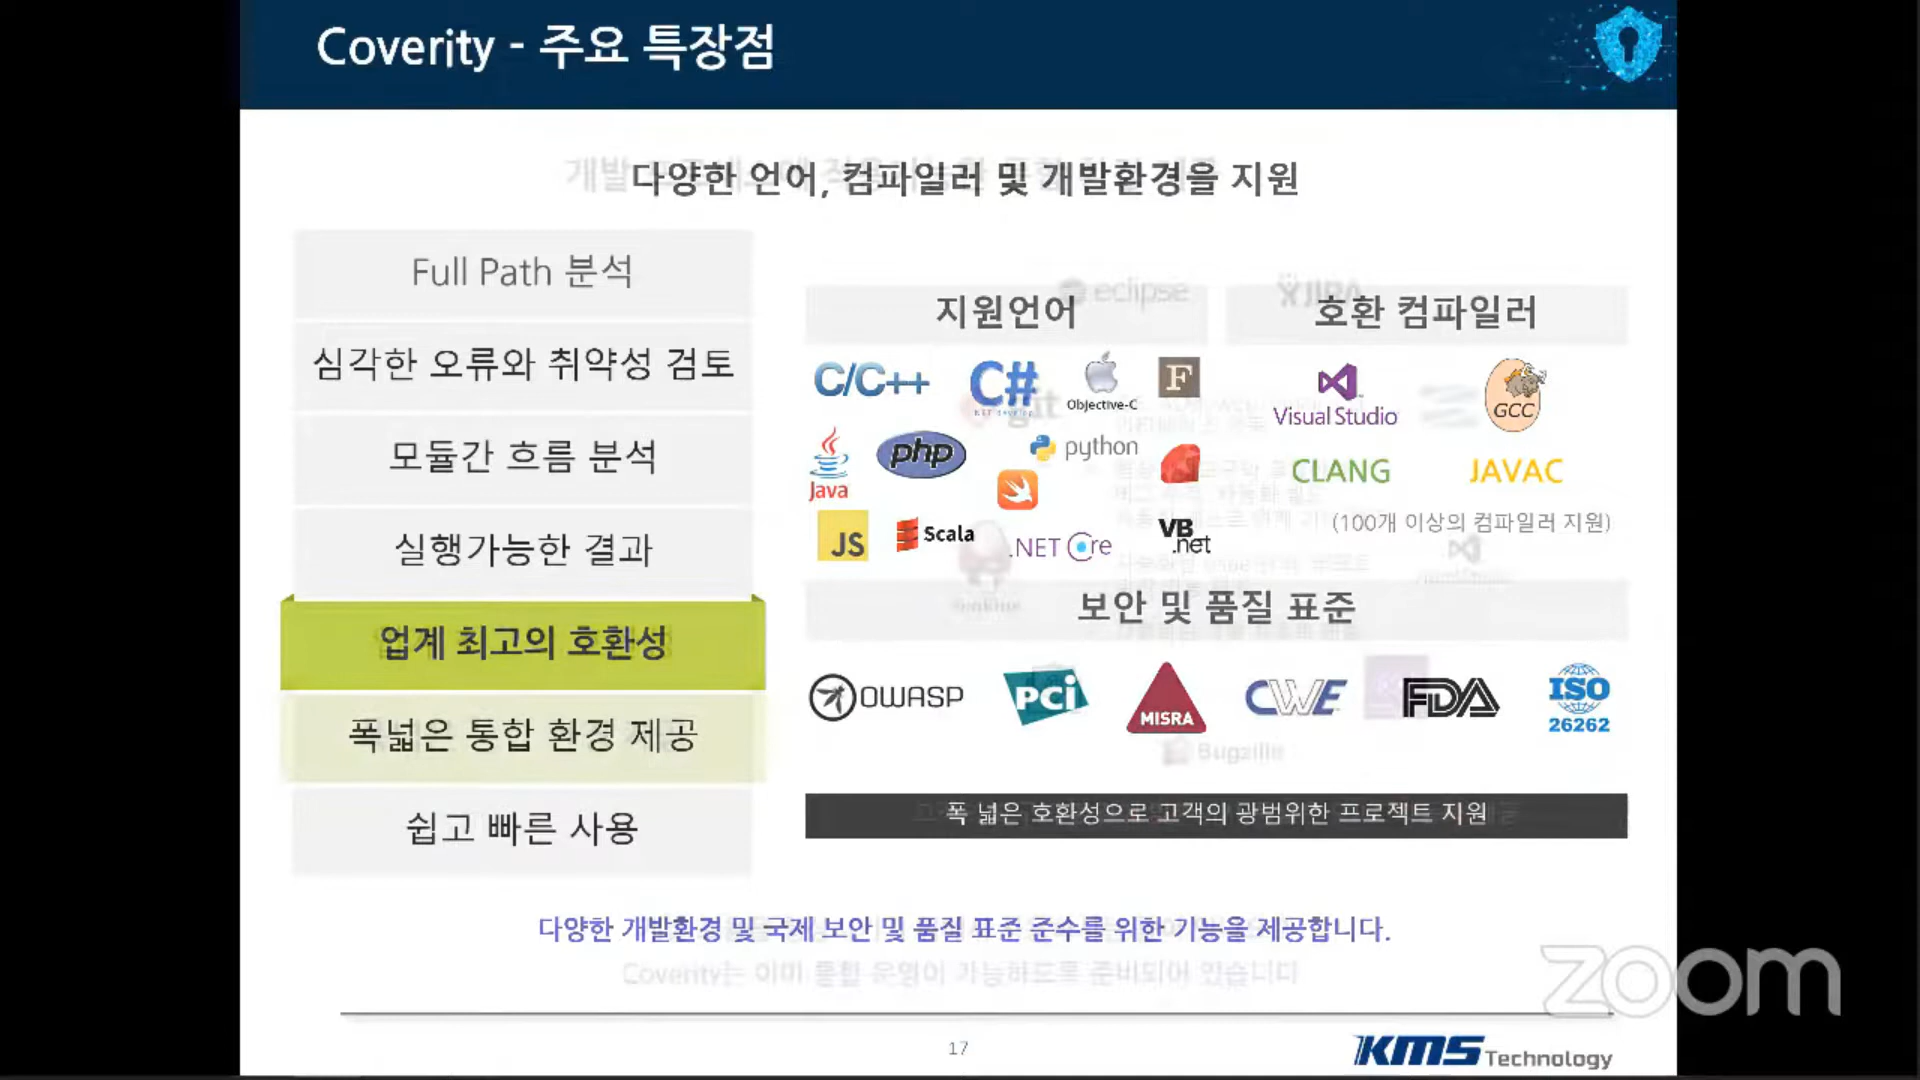 Coverity - 주요 특장점
다양한 언어, 컴파일러 및 개발환경을 지원
Full Path 분석
심각한 오류와 취약성 검토
모듈간 흐름 분석
실행가능한 결과
업계 최고의 호환성
폭넓은 통합 환경 제공
쉽고 빠른 사용
지원언어
호환 컴파일러
eclipse
JIRA
C/C++
C#
Objective-C
F
Visual Studio
GCC
Java
php
python
CLANG
JAVAC
(100개 이상의 컴파일러 지원)
JS
Scala
.NET Core
VB
.net
보안 및 품질 표준
OWASP
PCi
MISRA
CWE
FDA
ISO
26262
Bugzilla
폭 넓은 호환성으로 고객의 광범위한 프로젝트 지원
다양한 개발환경 및 국제 보안 및 품질 표준 준수를 위한 기능을 제공합니다.
Coverity는 이미 통합 운영이 가능하도록 준비되어 있습니다
zoom
17
KMS Technology